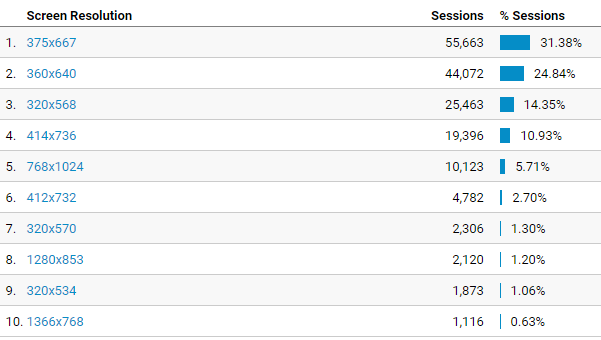 Screen Resolution Sessions % Sessions
1. 375x667 55,663 31.38%
2. 360x640 44,072 24.84%
3. 320x568 25,463 14.35%
4. 414x736 19,396 10.93%
5. 768x1024 10,123 5.71%
6. 412x732 4,782 2.70%
7. 320x570 2,306 1.30%
8. 1280x853 2,120 1.20%
9. 320x534 1,873 1.06%
10. 1366x768 1,116 0.63%